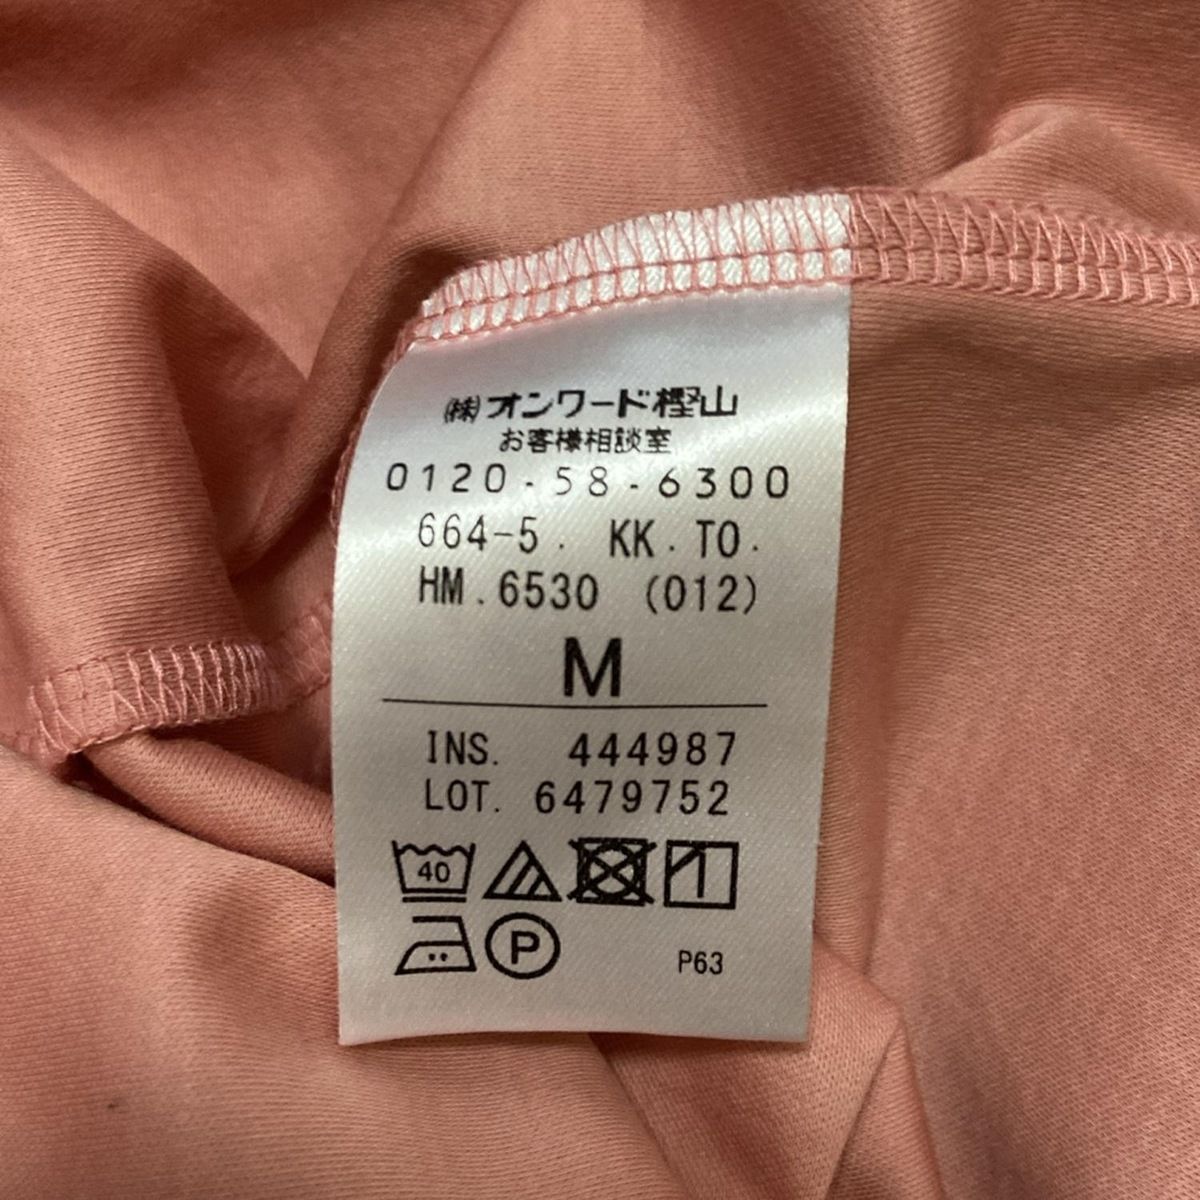 ㈱オンワード樫山
お客様相談室
0120-58-6300
664-5. KK.TO.
HM.6530 (012)
M
INS. 444987
LOT. 6479752
40
P P63